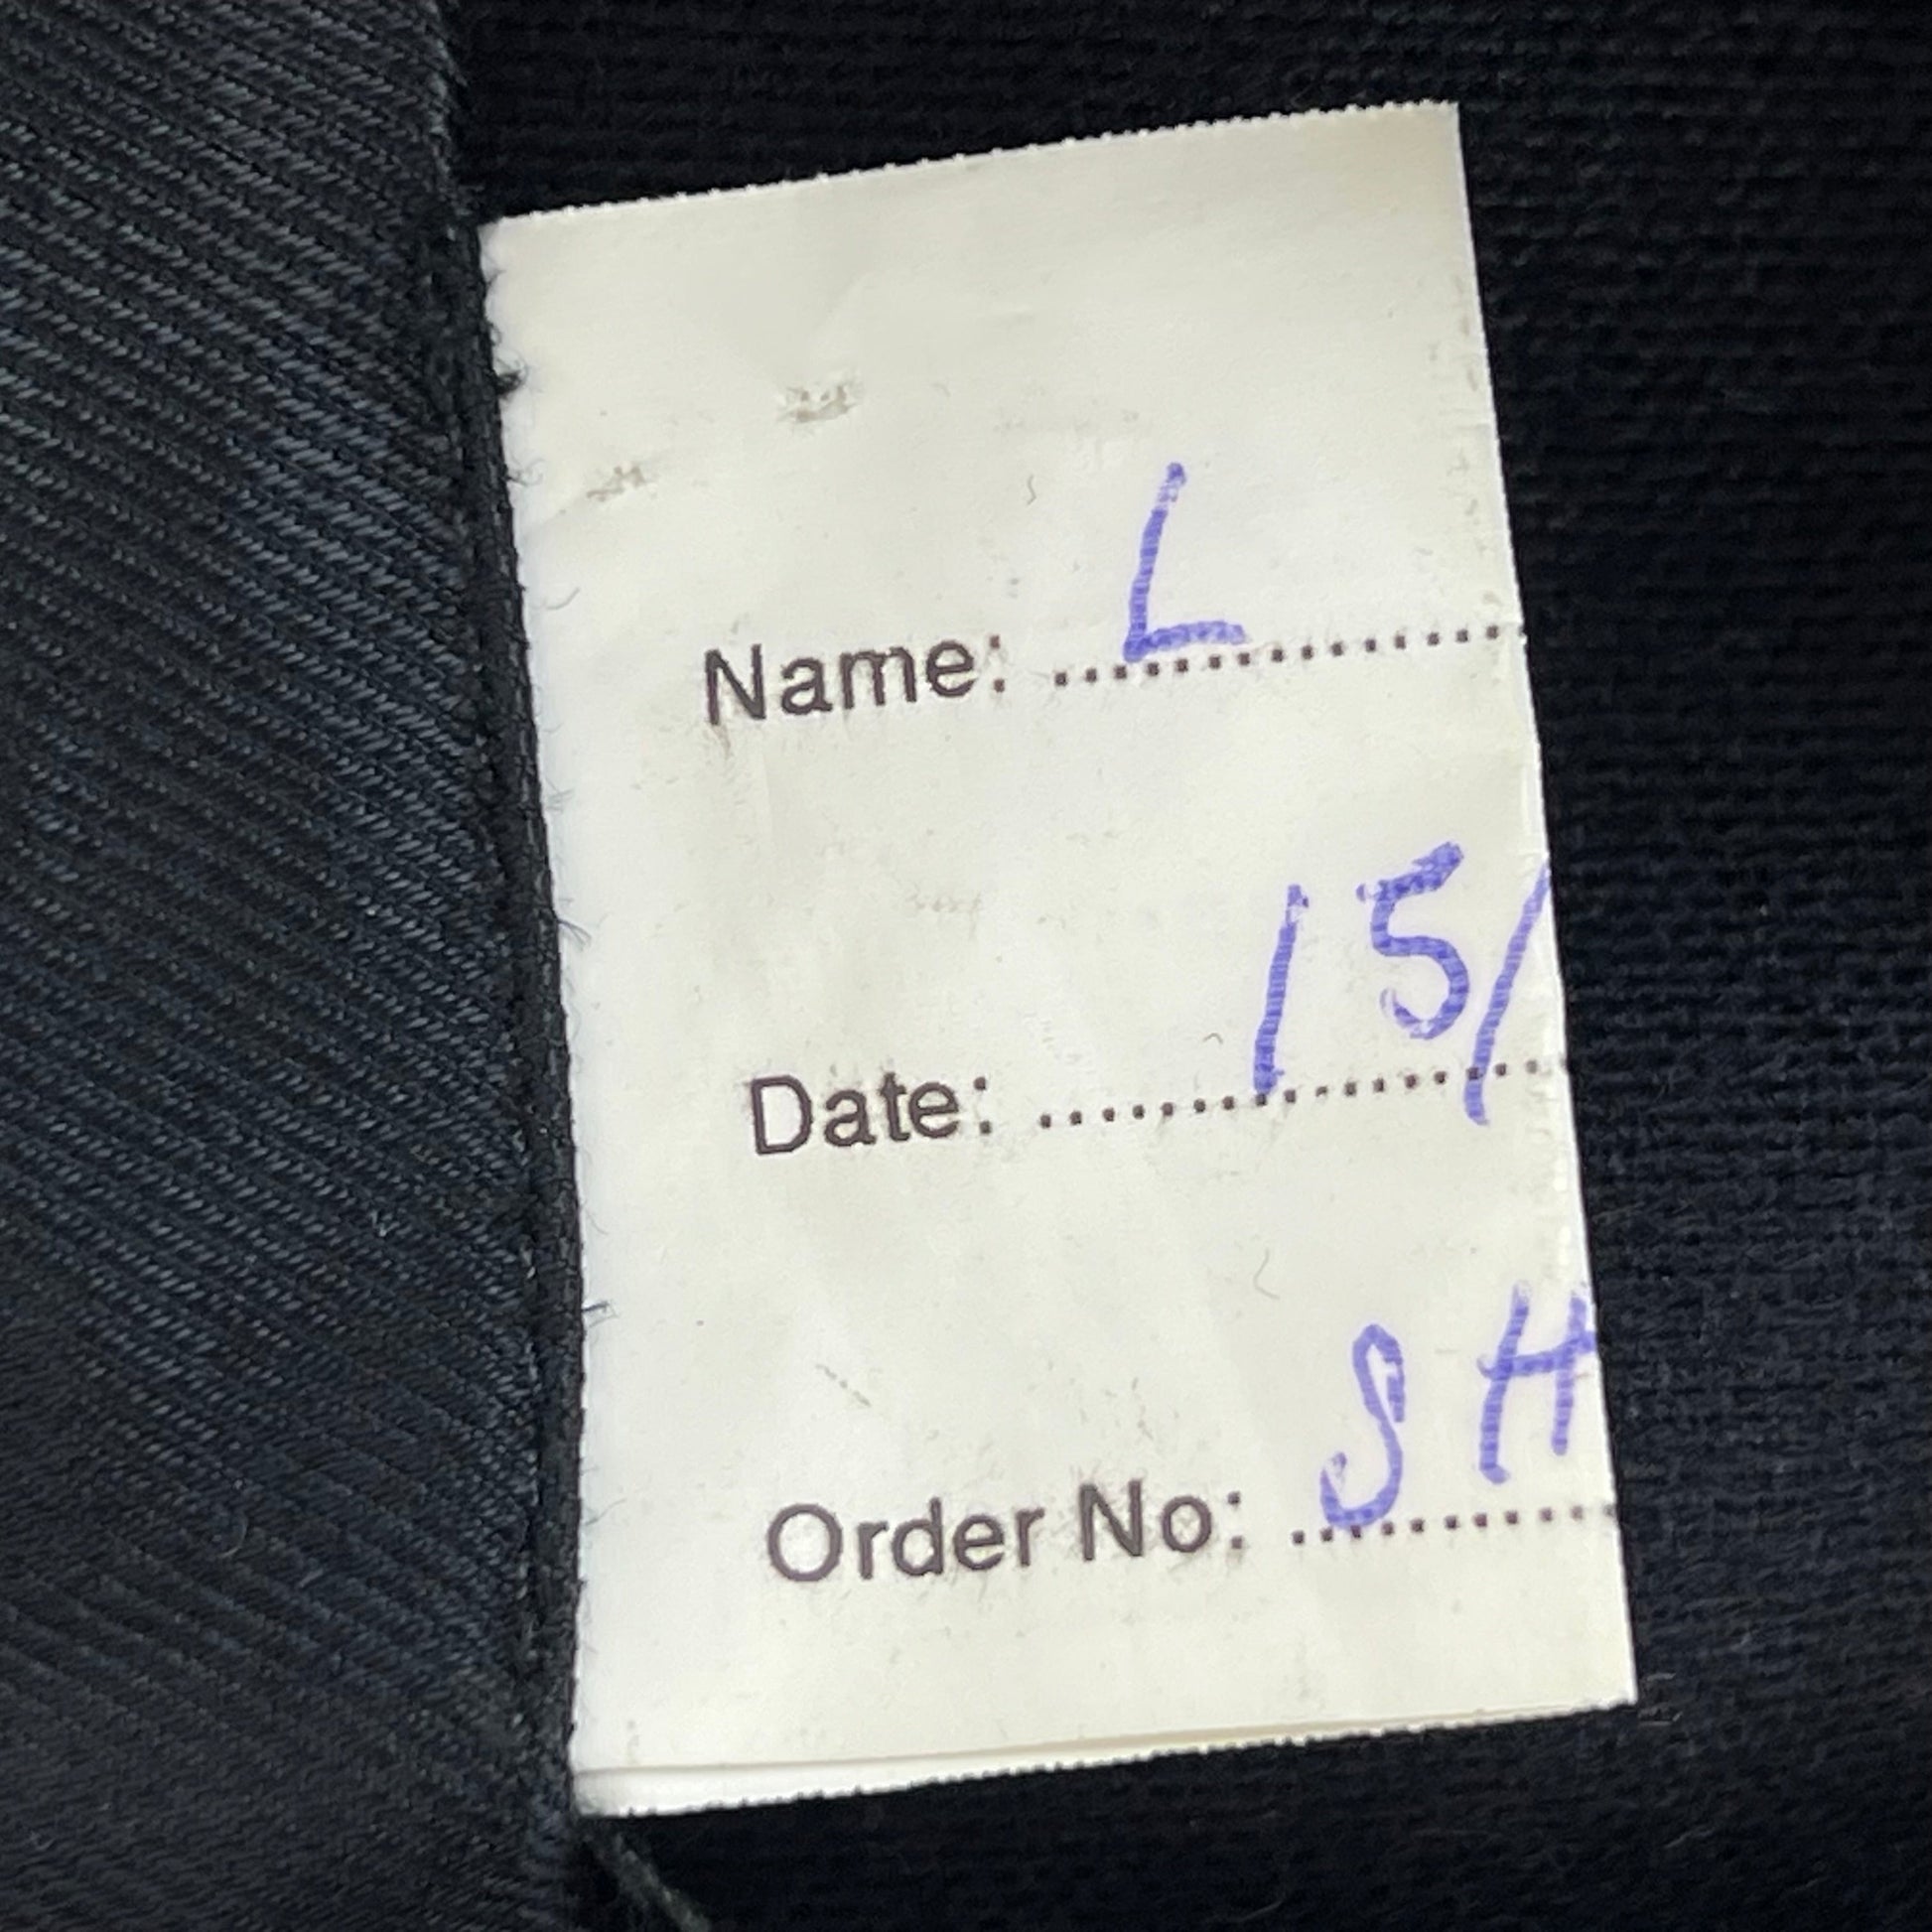 Name: L
Date: 15/
Order No: SH